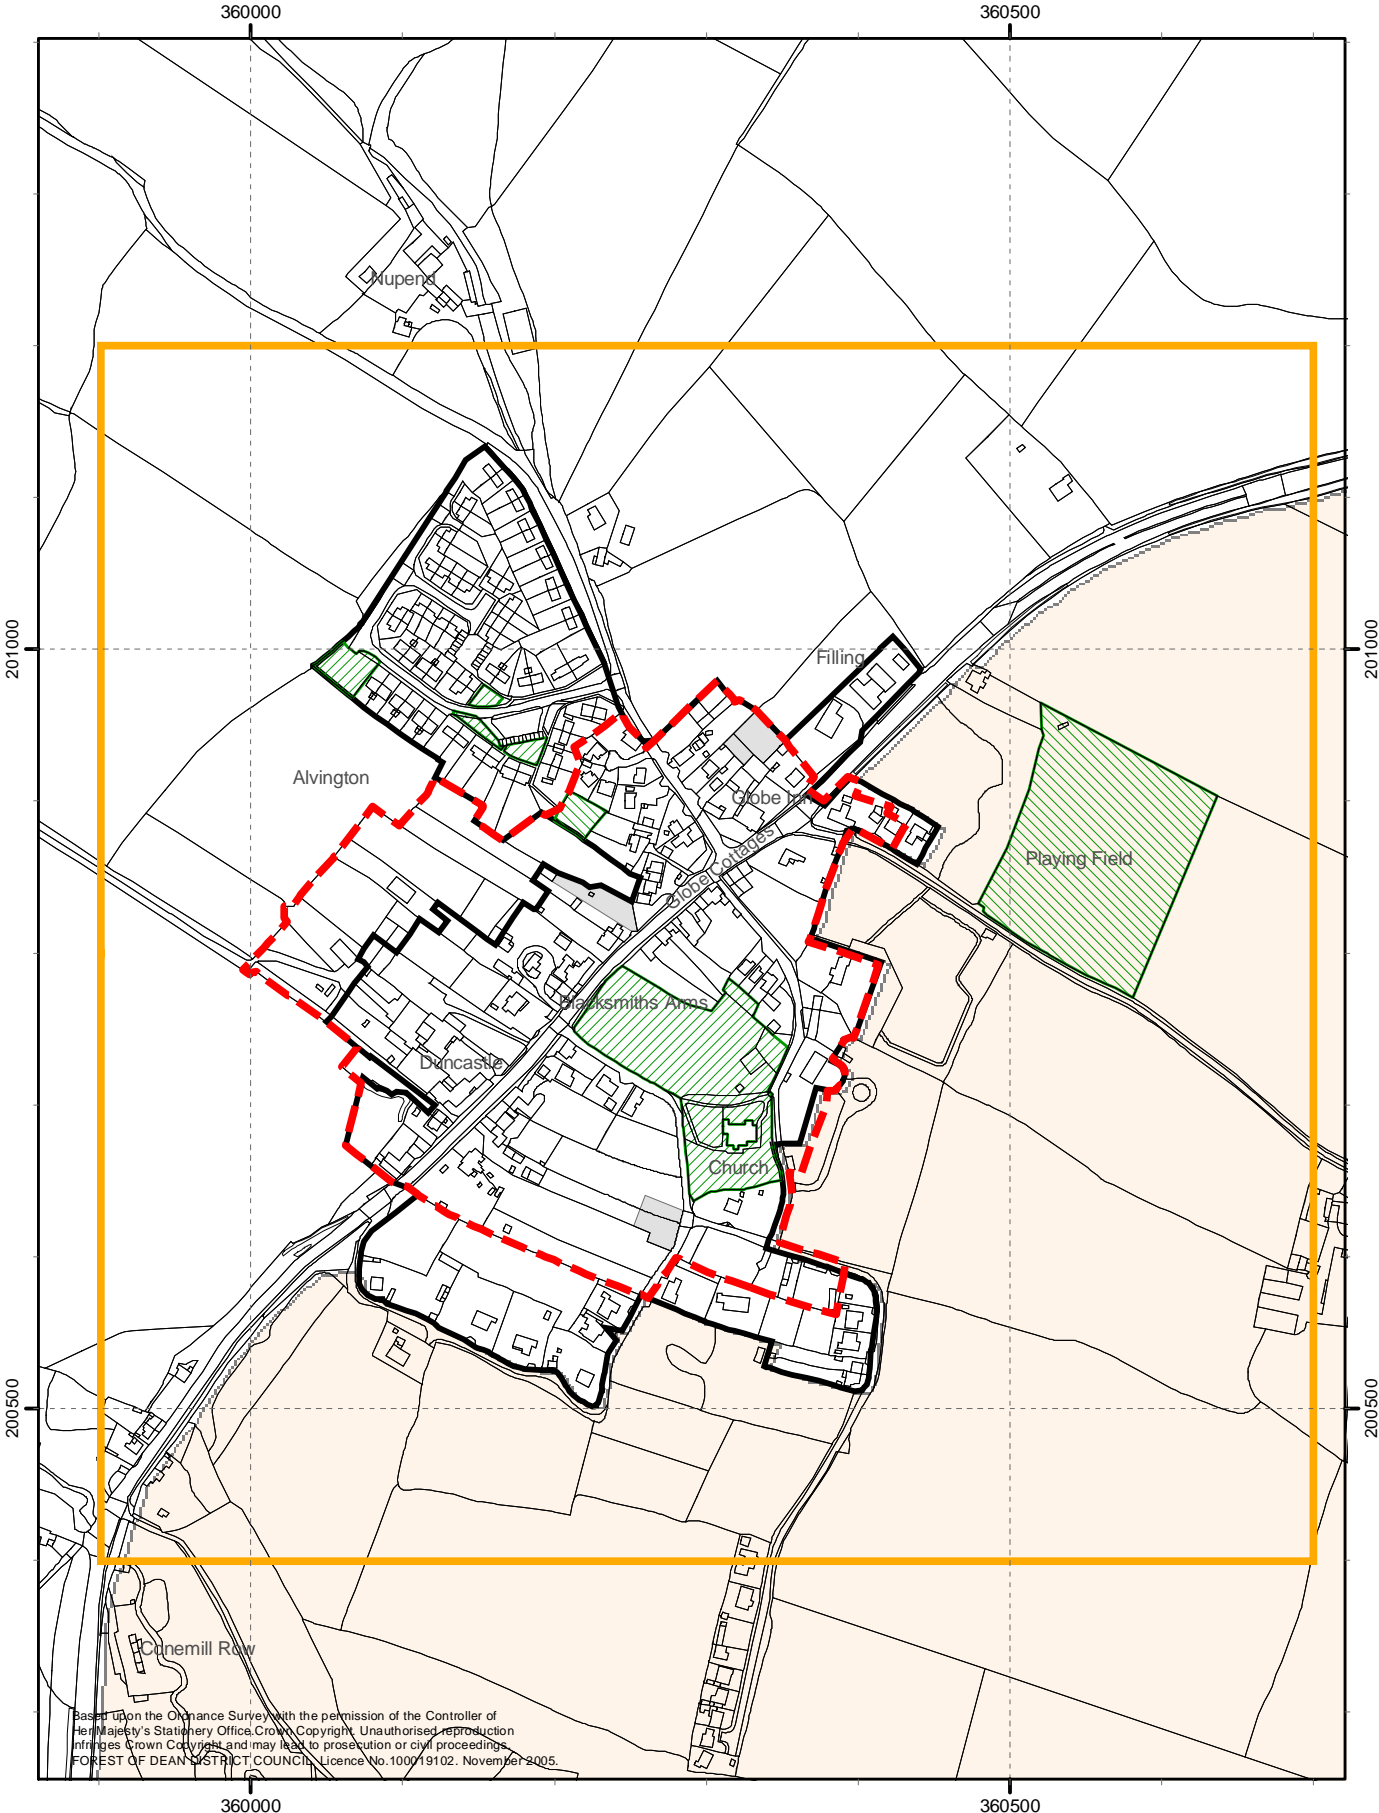 360000
360500
Nupend
201000
201000
Filling
Alvington
Globe Inn
Globe Cottages
Playing Field
Blacksmiths Arms
Duncastle
Church
200500
200500
Conemill Row
Based upon the Ordnance Survey with the permission of the Controller of
Her Majesty's Stationery Office Crown Copyright. Unauthorised reproduction
infringes Crown Copyright and may lead to prosecution or civil proceedings.
FOREST OF DEAN DISTRICT COUNCIL. Licence No.100019102. November 2005.
360000
360500